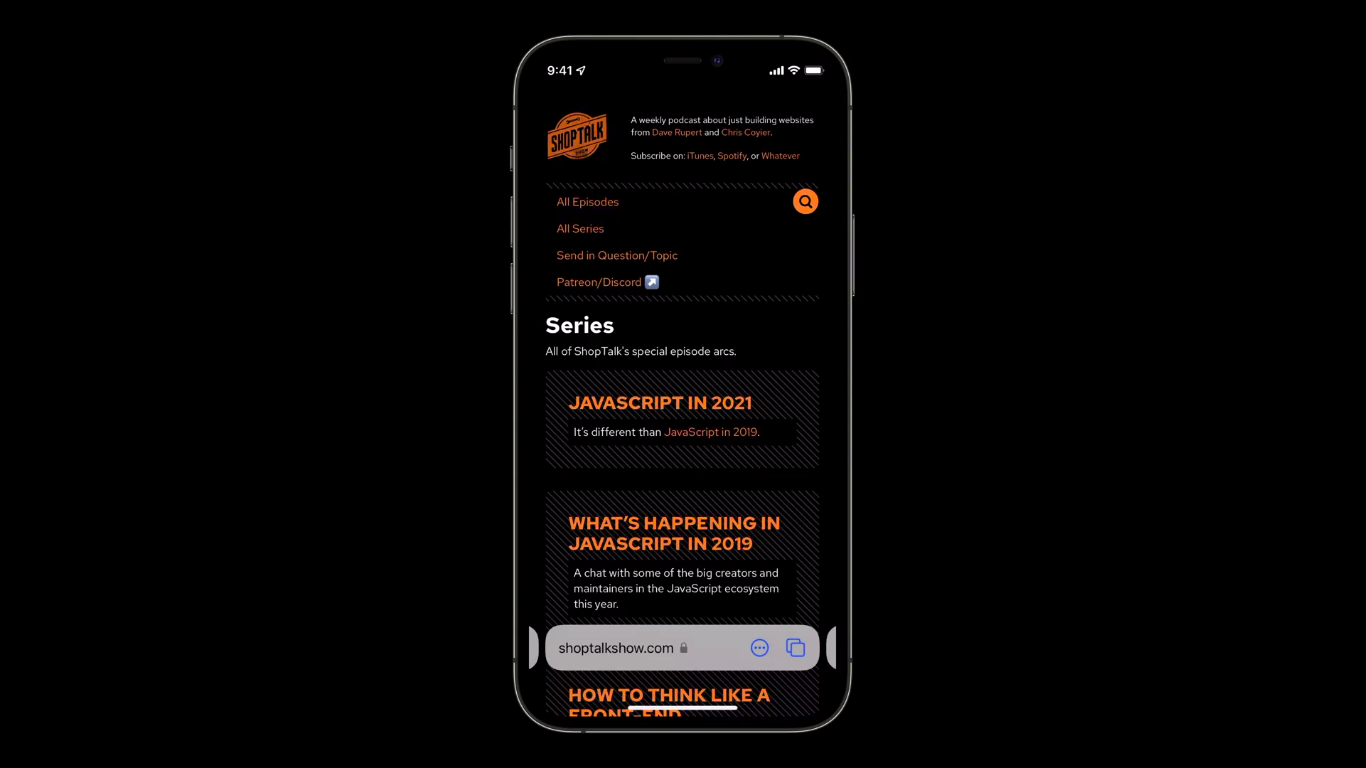 9:41
SHOP TALK
A weekly podcast about just building websites
from Dave Rupert and Chris Coyier.
Subscribe on: iTunes, Spotify, or Whatever
All Episodes
All Series
Send in Question/Topic
Patreon/Discord
Series
All of ShopTalk's special episode arcs.
JAVASCRIPT IN 2021
It’s different than JavaScript in 2019.
WHAT’S HAPPENING IN
JAVASCRIPT IN 2019
A chat with some of the big creators and
maintainers in the JavaScript ecosystem
this year.
shoptalkshow.com
HOW TO THINK LIKE A
FRONT-END